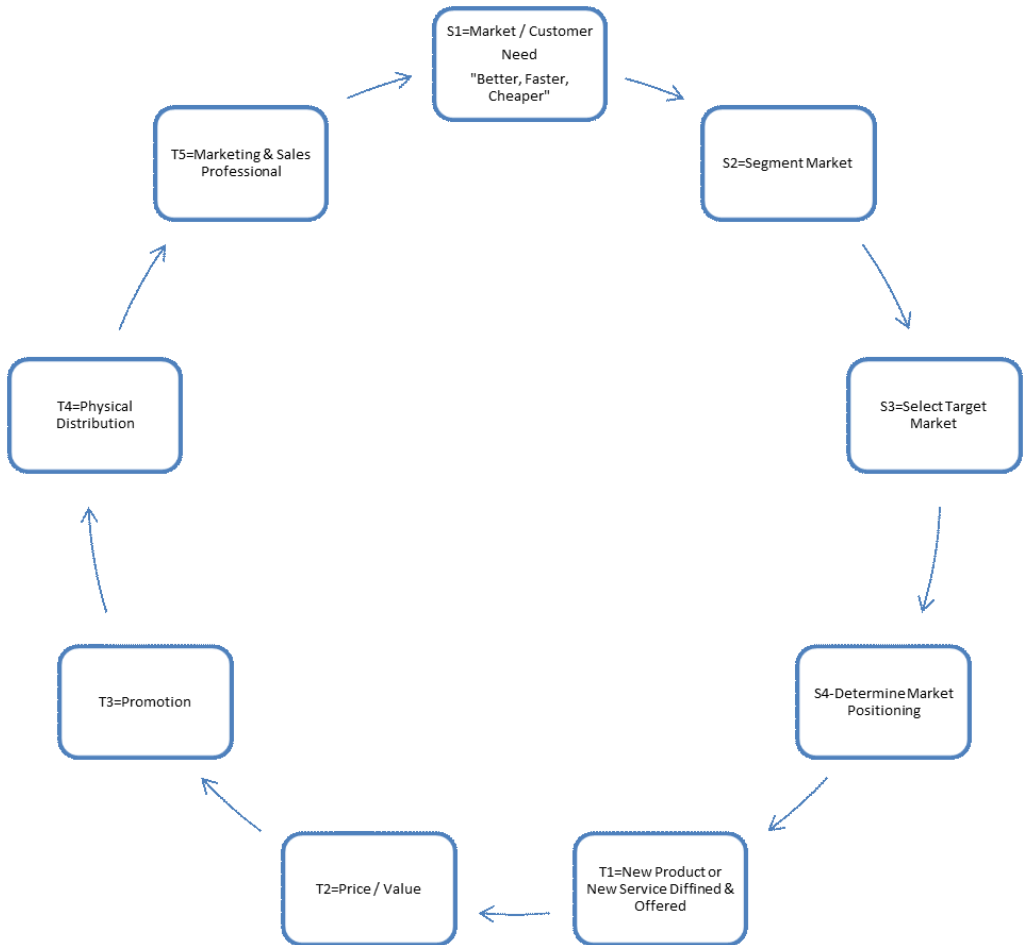 S1=Market / Customer
Need
"Better, Faster,
Cheaper"
S2=Segment Market
S3=Select Target
Market
S4-Determine Market
Positioning
T1=New Product or
New Service Diffined &
Offered
T2=Price / Value
T3=Promotion
T4=Physical
Distribution
T5=Marketing & Sales
Professional